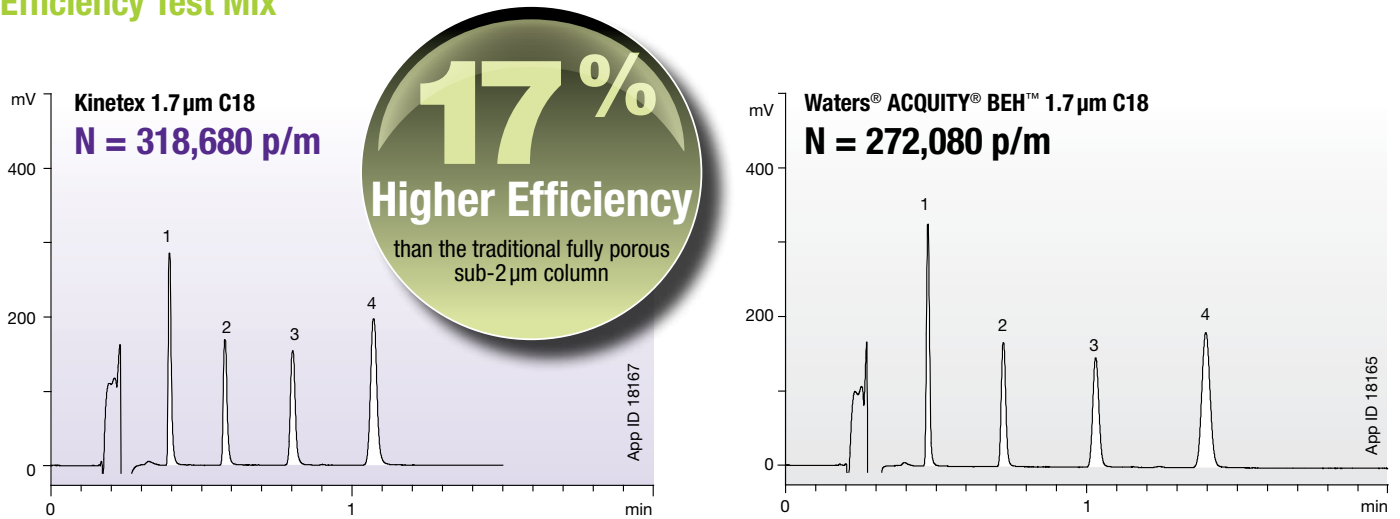 Efficiency Test Mix
17%
Higher Efficiency
than the traditional fully porous
sub-2 µm column
mV
Kinetex 1.7 µm C18
N = 318,680 p/m
400
200
0
1
2
3
4
App ID 18167
0
1
min
mV
Waters® ACQUITY® BEH™ 1.7 µm C18
N = 272,080 p/m
400
200
0
1
2
3
4
App ID 18165
0
1
min